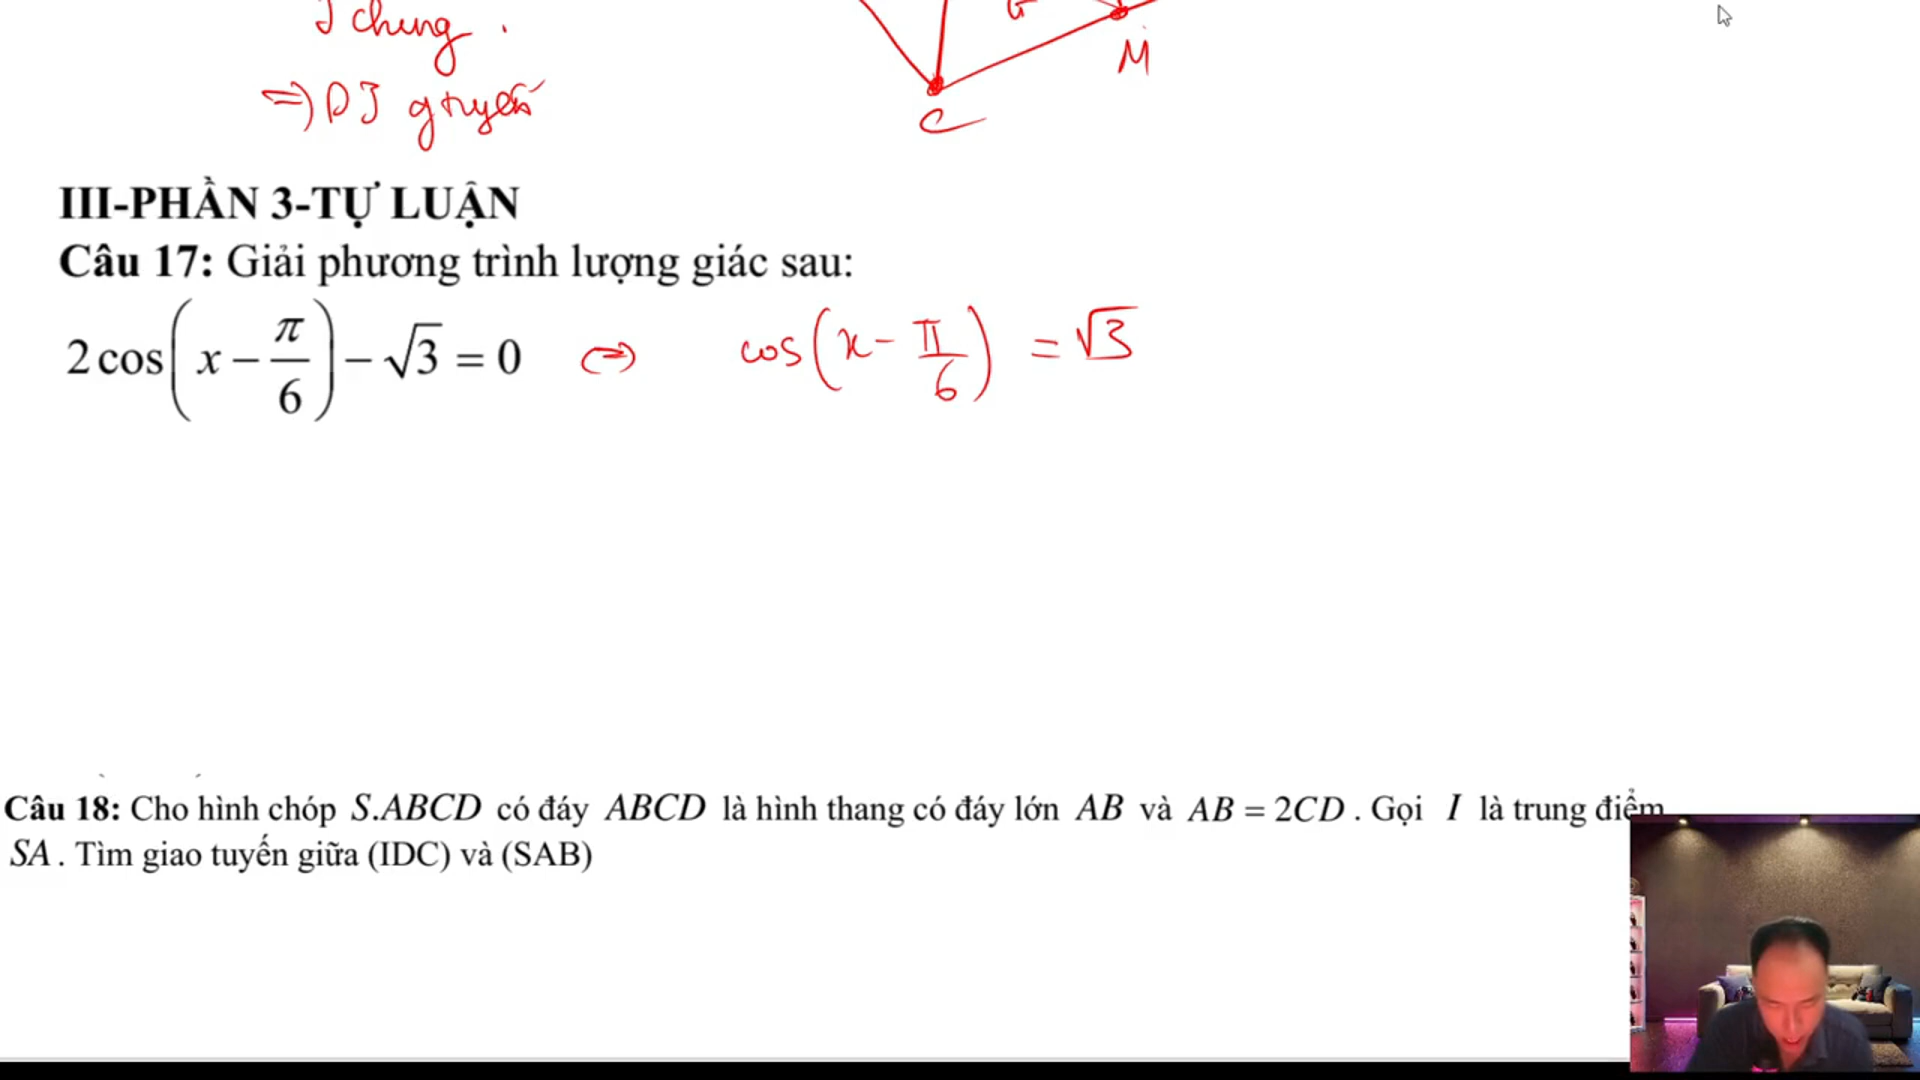 I chung .
⇒) DI gtuyến
G
M
C
III-PHẦN 3-TỰ LUẬN
Câu 17: Giải phương trình lượng giác sau:
2cos(x − π/6) − √3 = 0 ⇔ cos(x − π/6) = √3
Câu 18: Cho hình chóp S.ABCD có đáy ABCD là hình thang có đáy lớn AB và AB = 2CD . Gọi I là trung điểm
SA . Tìm giao tuyến giữa (IDC) và (SAB)